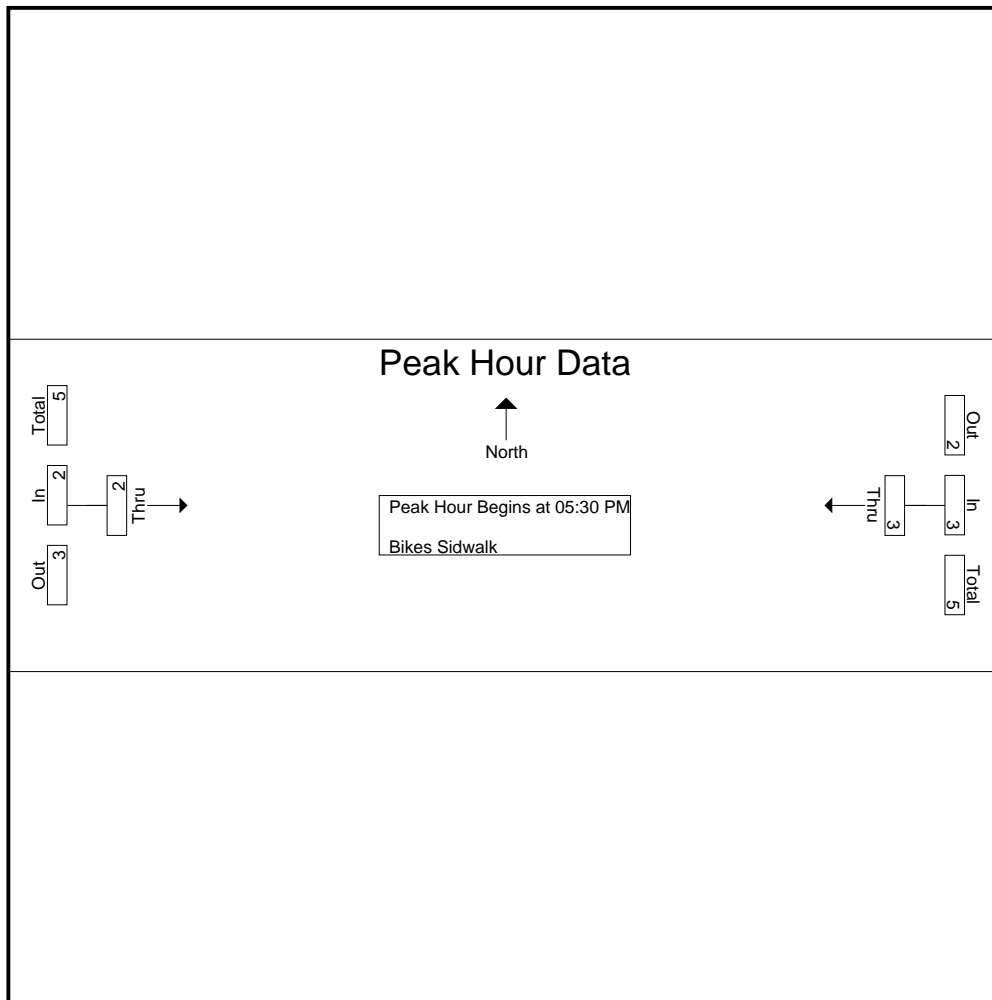 Peak Hour Data
North
Peak Hour Begins at 05:30 PM
Bikes Sidwalk
Total
5
In
2
Out
3
2
Thru
Thru
3
Out
2
In
3
Total
5